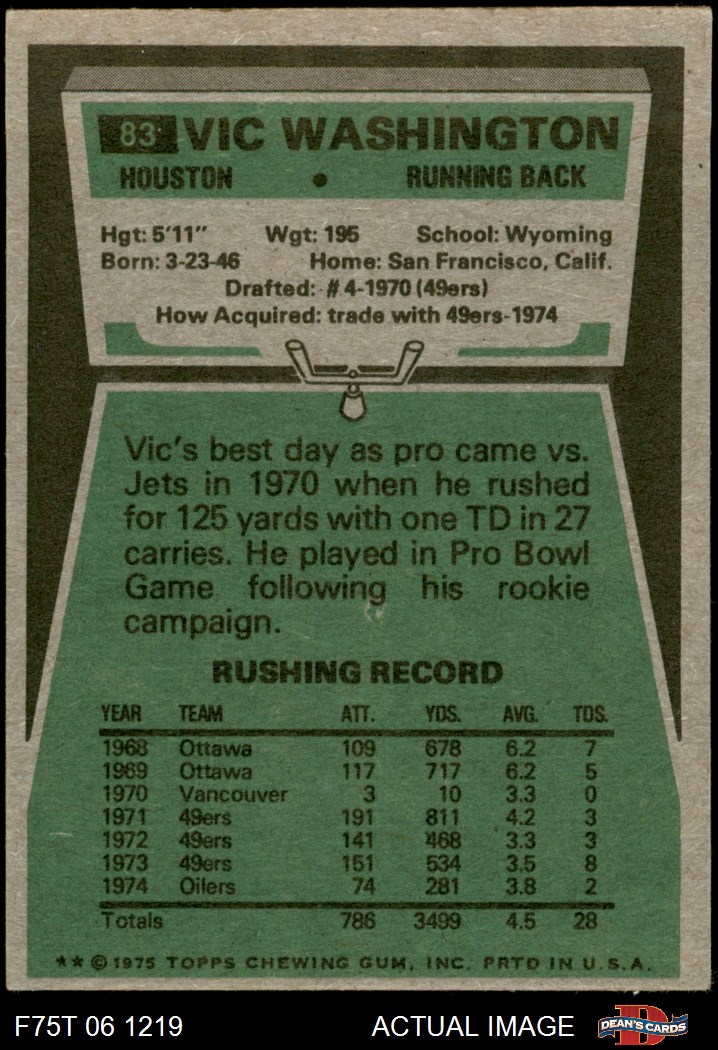 83 VIC WASHINGTON
HOUSTON • RUNNING BACK
Hgt: 5'11" Wgt: 195 School: Wyoming
Born: 3-23-46 Home: San Francisco, Calif.
Drafted: #4-1970 (49ers)
How Acquired: trade with 49ers-1974
Vic's best day as pro came vs.
Jets in 1970 when he rushed
for 125 yards with one TD in 27
carries. He played in Pro Bowl
Game following his rookie
campaign.
RUSHING RECORD
YEAR TEAM ATT. YDS. AVG. TDS.
1968 Ottawa 109 678 6.2 7
1969 Ottawa 117 717 6.2 5
1970 Vancouver 3 10 3.3 0
1971 49ers 191 811 4.2 3
1972 49ers 141 468 3.3 3
1973 49ers 151 534 3.5 8
1974 Oilers 74 281 3.8 2
Totals 786 3499 4.5 28
** © 1975 TOPPS CHEWING GUM, INC. PRTD IN U.S.A.
F75T 06 1219 ACTUAL IMAGE D DEAN'S CARDS